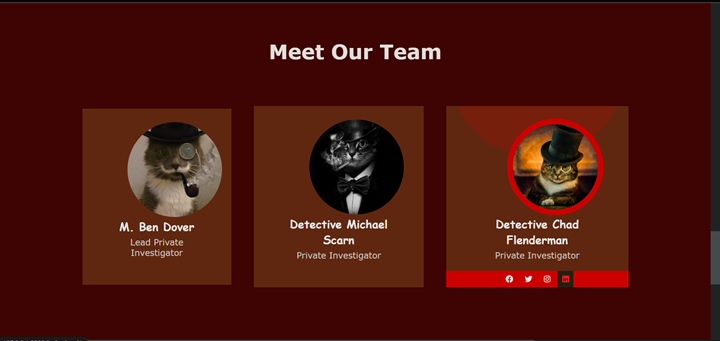 Meet Our Team
M. Ben Dover
Lead Private
Investigator
Detective Michael
Scarn
Private Investigator
Detective Chad
Flenderman
Private Investigator